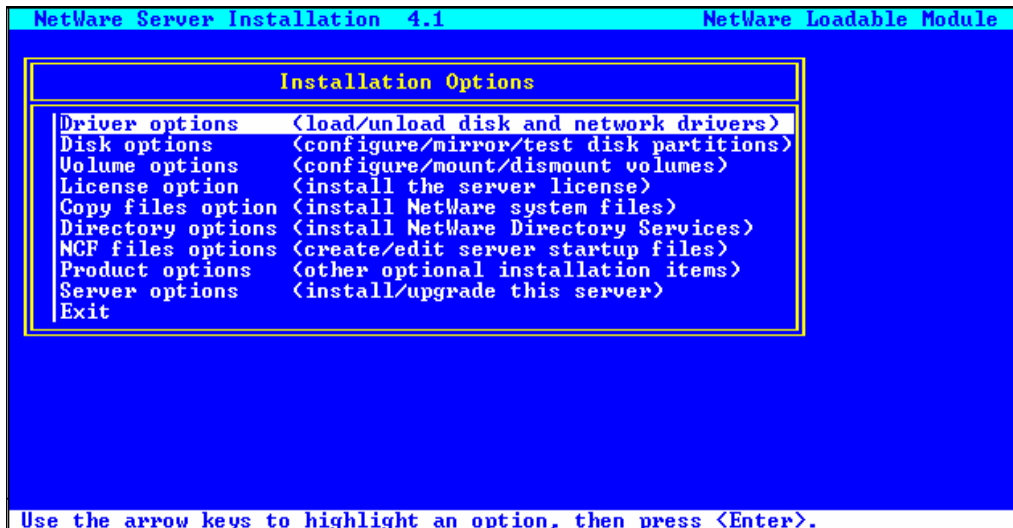 NetWare Server Installation 4.1 NetWare Loadable Module
Installation Options
Driver options (load/unload disk and network drivers)
Disk options (configure/mirror/test disk partitions)
Volume options (configure/mount/dismount volumes)
License option (install the server license)
Copy files option (install NetWare system files)
Directory options (install NetWare Directory Services)
NCF files options (create/edit server startup files)
Product options (other optional installation items)
Server options (install/upgrade this server)
Exit
Use the arrow keys to highlight an option, then press <Enter>.